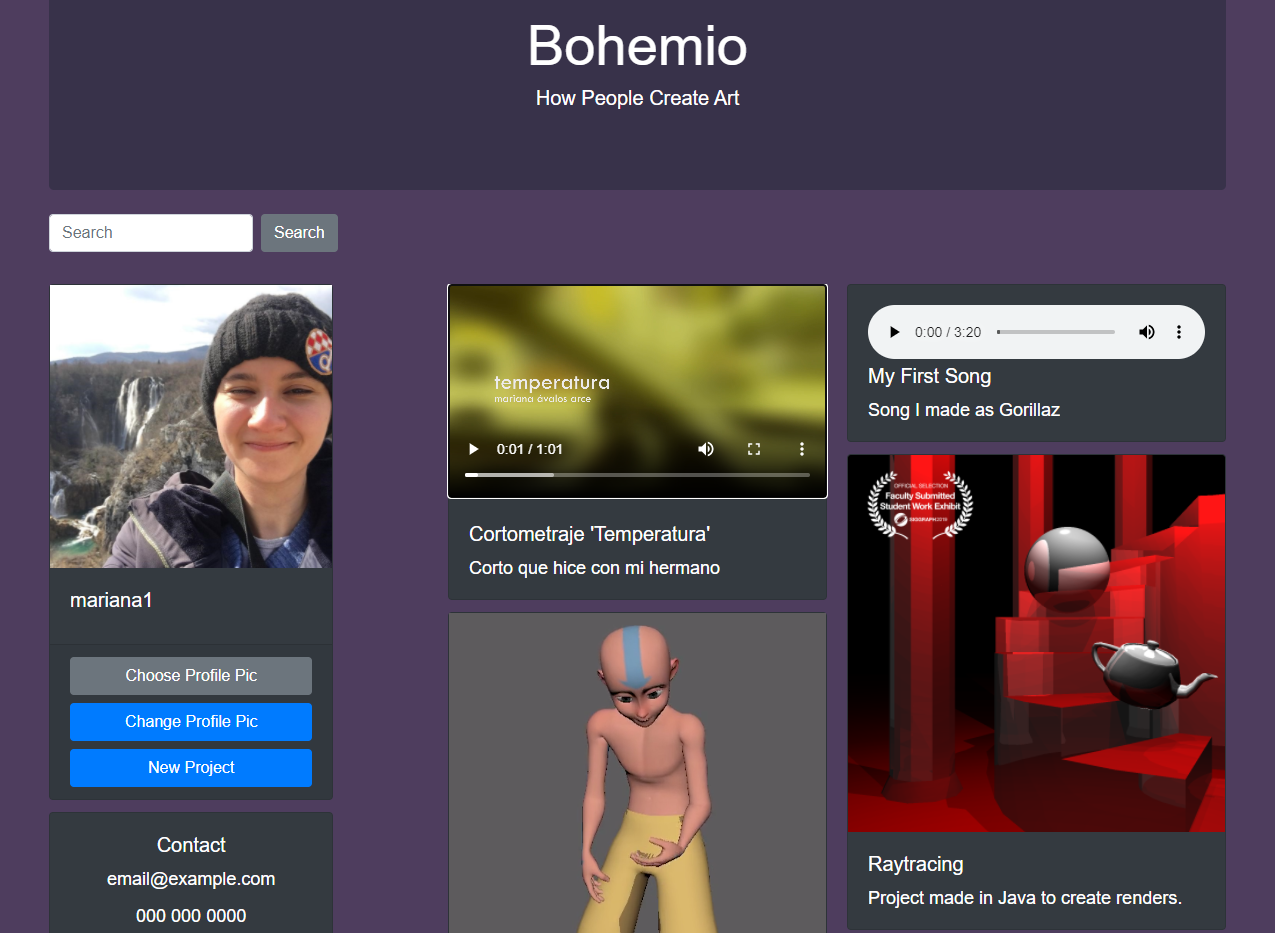 Bohemio
How People Create Art
Search
Search
mariana1
Choose Profile Pic
Change Profile Pic
New Project
Contact
email@example.com
000 000 0000
temperatura
mariana ávalos arce
0:01 / 1:01
Cortometraje 'Temperatura'
Corto que hice con mi hermano
0:00 / 3:20
My First Song
Song I made as Gorillaz
OFFICIAL SELECTION
Faculty Submitted
Student Work Exhibit
SIGGRAPH2019
Raytracing
Project made in Java to create renders.